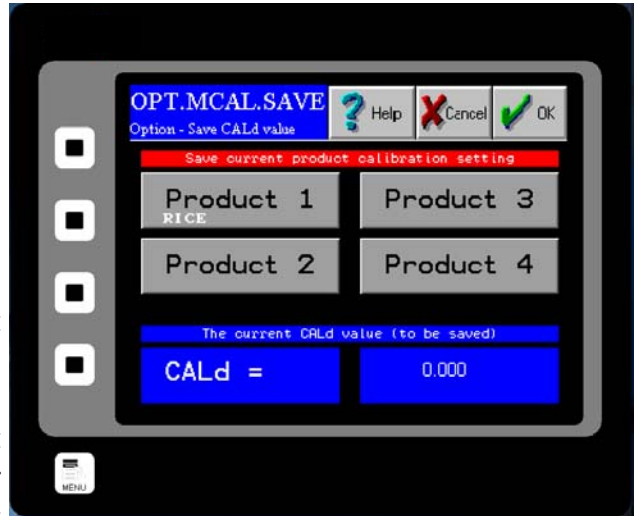 OPT.MCAL.SAVE
Option - Save CALd value
Help
Cancel
OK
Save current product calibration setting
Product 1
RICE
Product 3
Product 2
Product 4
The current CALd value (to be saved)
CALd =
0.000
MENU